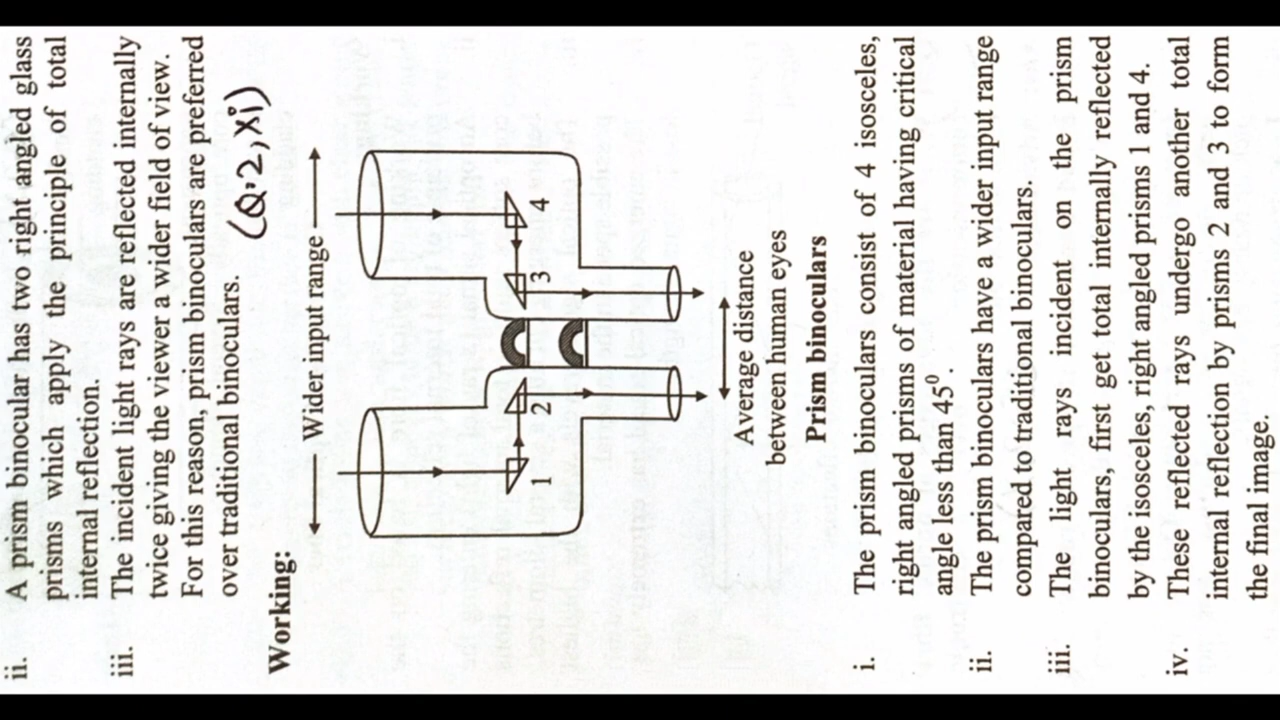 ii. A prism binocular has two right angled glass
prisms which apply the principle of total
internal reflection.
iii. The incident light rays are reflected internally
twice giving the viewer a wider field of view.
For this reason, prism binoculars are preferred
over traditional binoculars. (Q.2, xi)
Working:
Wider input range
1 2 3 4
Average distance
between human eyes
Prism binoculars
i. The prism binoculars consist of 4 isosceles,
right angled prisms of material having critical
angle less than 45⁰.
ii. The prism binoculars have a wider input range
compared to traditional binoculars.
iii. The light rays incident on the prism
binoculars, first get total internally reflected
by the isosceles, right angled prisms 1 and 4.
iv. These reflected rays undergo another total
internal reflection by prisms 2 and 3 to form
the final image.